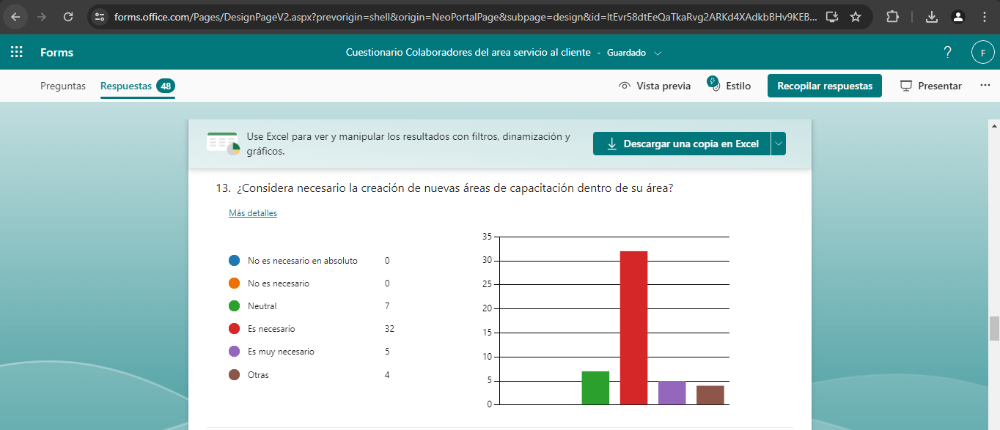 forms.office.com/Pages/DesignPageV2.aspx?prevorigin=shell&origin=NeoPortalPage&subpage=design&id=ItEvr58dtEeQaTkaRvg2ARKd4XAdkbBHv9KEB...
Forms
Cuestionario Colaboradores del area servicio al cliente - Guardado
?
F
Preguntas
Respuestas 48
Vista previa
Estilo
Recopilar respuestas
Presentar
Use Excel para ver y manipular los resultados con filtros, dinamización y
gráficos.
Descargar una copia en Excel
13. ¿Considera necesario la creación de nuevas áreas de capacitación dentro de su área?
Más detalles
No es necesario en absoluto 0
No es necesario 0
Neutral 7
Es necesario 32
Es muy necesario 5
Otras 4
35
30
25
20
15
10
5
0